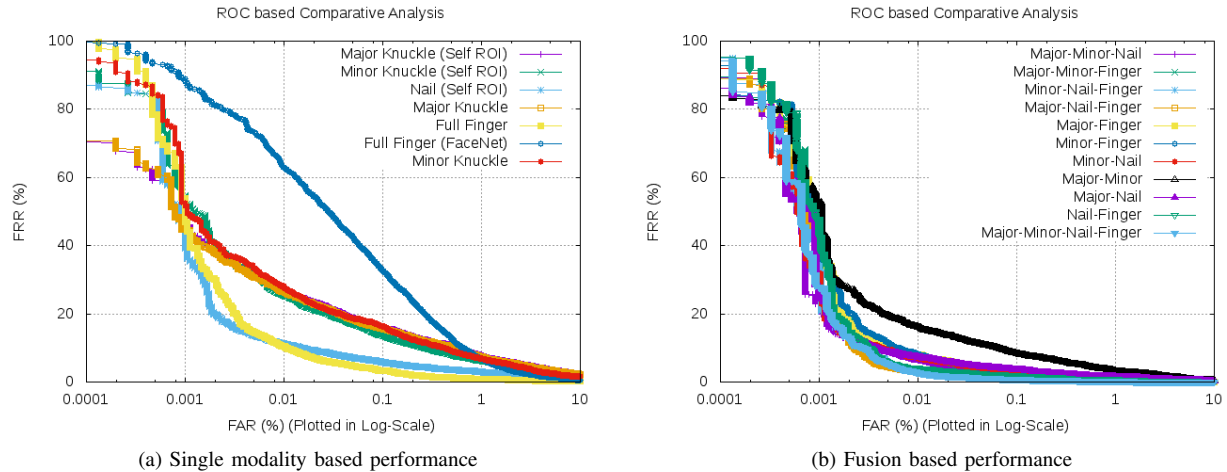 ROC based Comparative Analysis
FRR (%)
100
80
60
40
20
0
Major Knuckle (Self ROI)
Minor Knuckle (Self ROI)
Nail (Self ROI)
Major Knuckle
Full Finger
Full Finger (FaceNet)
Minor Knuckle
0.0001 0.001 0.01 0.1 1 10
FAR (%) (Plotted in Log-Scale)
(a) Single modality based performance
ROC based Comparative Analysis
FRR (%)
100
80
60
40
20
0
Major-Minor-Nail
Major-Minor-Finger
Minor-Nail-Finger
Major-Nail-Finger
Major-Finger
Minor-Finger
Minor-Nail
Major-Minor
Major-Nail
Nail-Finger
Major-Minor-Nail-Finger
0.0001 0.001 0.01 0.1 1 10
FAR (%) (Plotted in Log-Scale)
(b) Fusion based performance